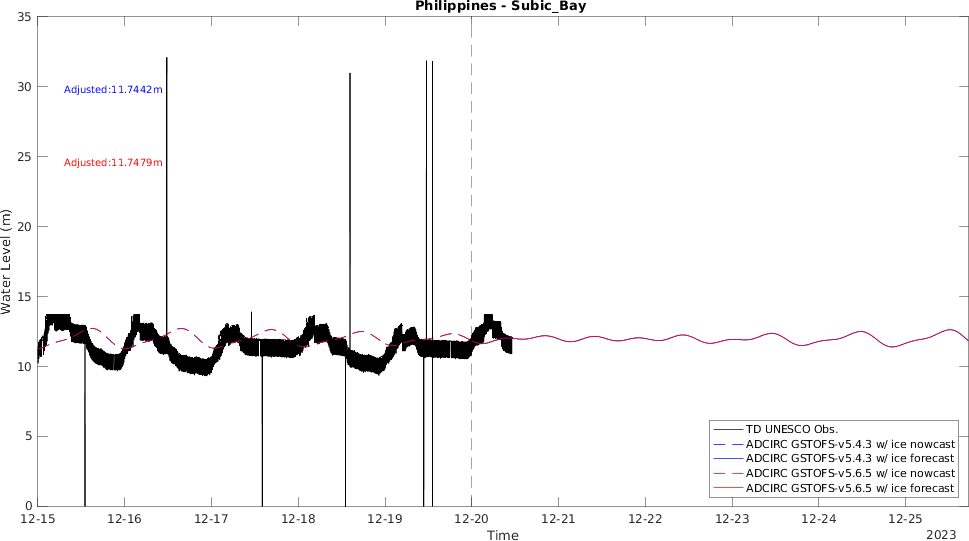 Philippines - Subic_Bay
35
30
25
20
15
10
5
0
Water Level (m)
Adjusted:11.7442m
Adjusted:11.7479m
TD UNESCO Obs.
ADCIRC GSTOFS-v5.4.3 w/ ice nowcast
ADCIRC GSTOFS-v5.4.3 w/ ice forecast
ADCIRC GSTOFS-v5.6.5 w/ ice nowcast
ADCIRC GSTOFS-v5.6.5 w/ ice forecast
12-15 12-16 12-17 12-18 12-19 12-20 12-21 12-22 12-23 12-24 12-25
Time
2023